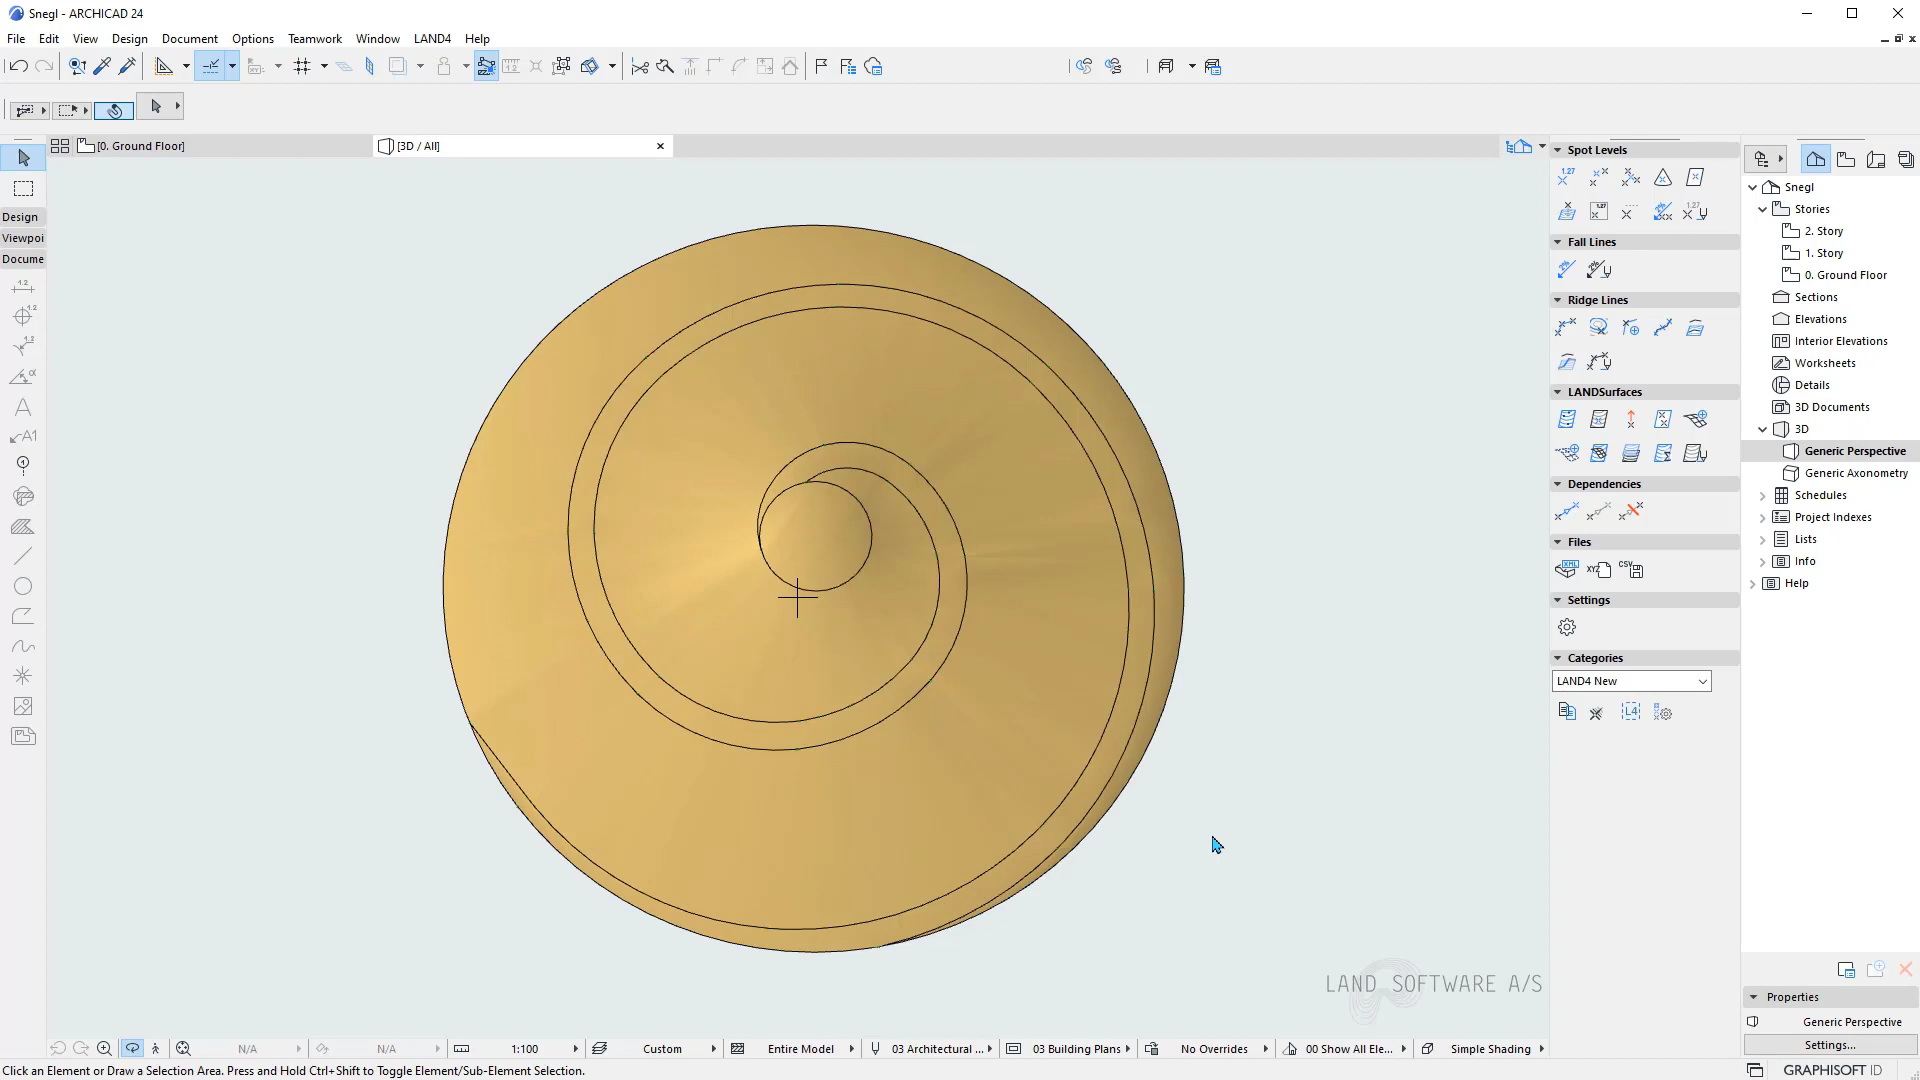 Snegl - ARCHICAD 24
File Edit View Design Document Options Teamwork Window LAND4 Help
[0. Ground Floor]
[3D / All]
Design
Viewpoi
Docume
Spot Levels
Fall Lines
Ridge Lines
LANDSurfaces
Dependencies
Files
Settings
Categories
LAND4 New
Snegl
Stories
2. Story
1. Story
0. Ground Floor
Sections
Elevations
Interior Elevations
Worksheets
Details
3D Documents
3D
Generic Perspective
Generic Axonometry
Schedules
Project Indexes
Lists
Info
Help
Properties
Generic Perspective
Settings...
LAND SOFTWARE A/S
N/A
N/A
1:100
Custom
Entire Model
03 Architectural ...
03 Building Plans
No Overrides
00 Show All Ele...
Simple Shading
Click an Element or Draw a Selection Area. Press and Hold Ctrl+Shift to Toggle Element/Sub-Element Selection.
GRAPHISOFT ID